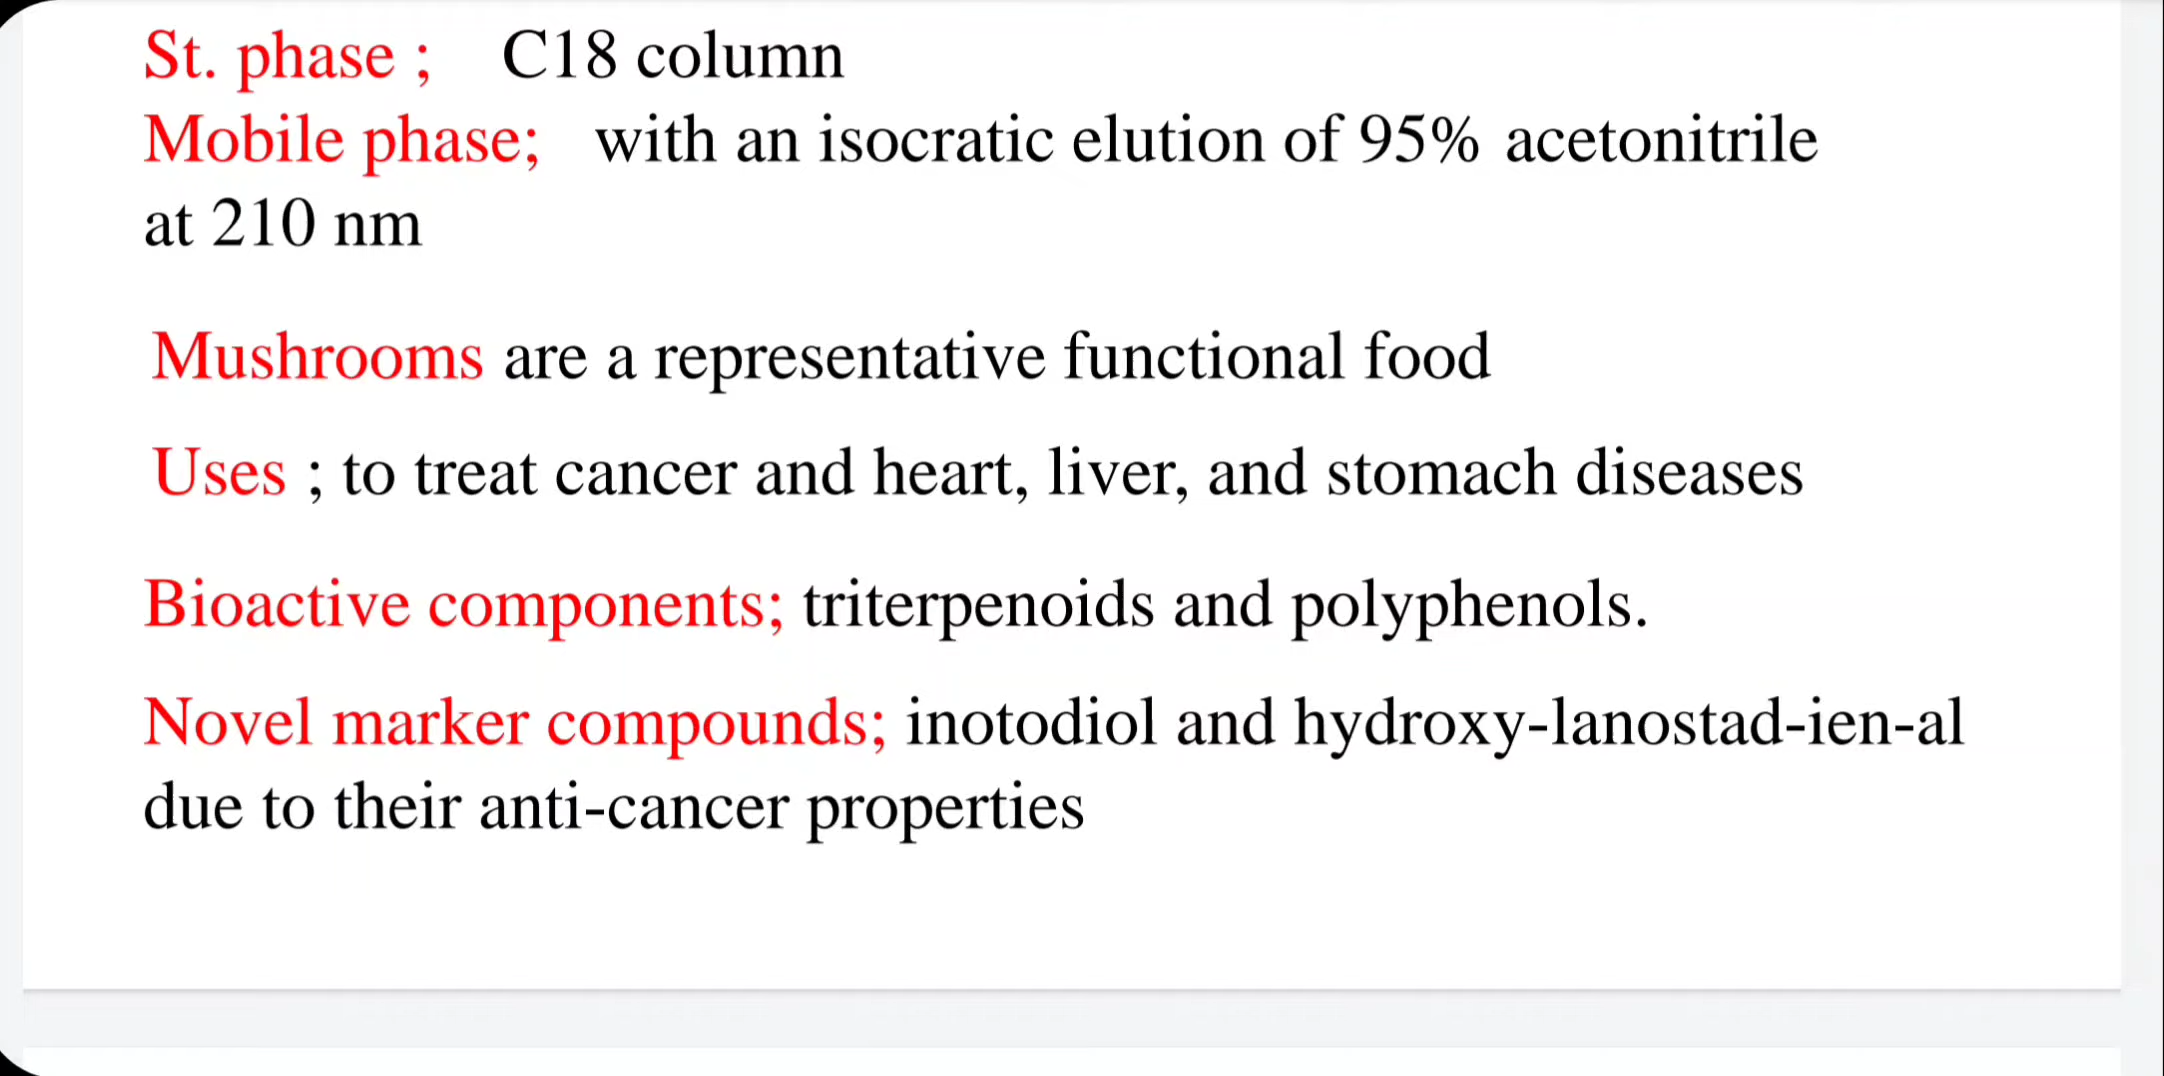 St. phase ; C18 column
Mobile phase; with an isocratic elution of 95% acetonitrile
at 210 nm
Mushrooms are a representative functional food
Uses ; to treat cancer and heart, liver, and stomach diseases
Bioactive components; triterpenoids and polyphenols.
Novel marker compounds; inotodiol and hydroxy-lanostad-ien-al
due to their anti-cancer properties